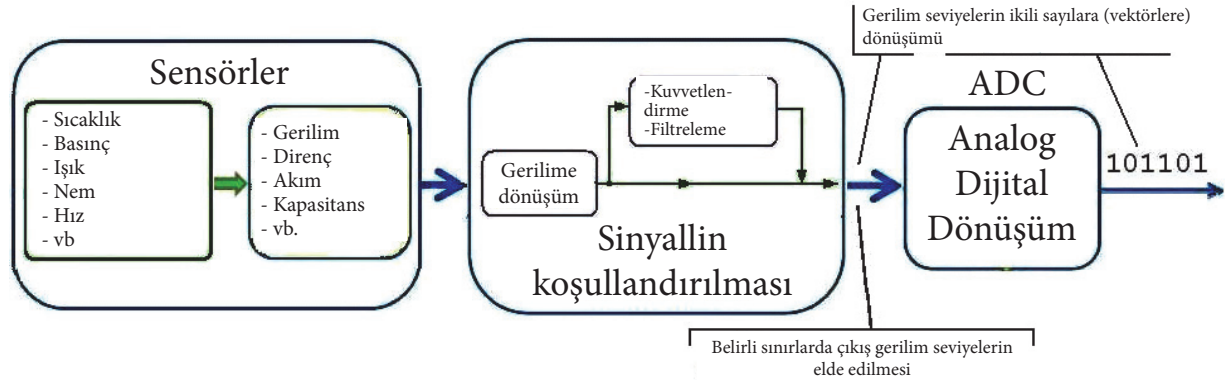 Sensörler
- Sıcaklık
- Basınç
- Işık
- Nem
- Hız
- vb
- Gerilim
- Direnç
- Akım
- Kapasitans
- vb.
Gerilime
dönüşüm
-Kuvvetlen-
dirme
-Filtreleme
Sinyallin
koşullandırılması
Gerilim seviyelerin ikili sayılara (vektörlere)
dönüşümü
Belirli sınırlarda çıkış gerilim seviyelerin
elde edilmesi
ADC
Analog
Dijital
Dönüşüm
101101